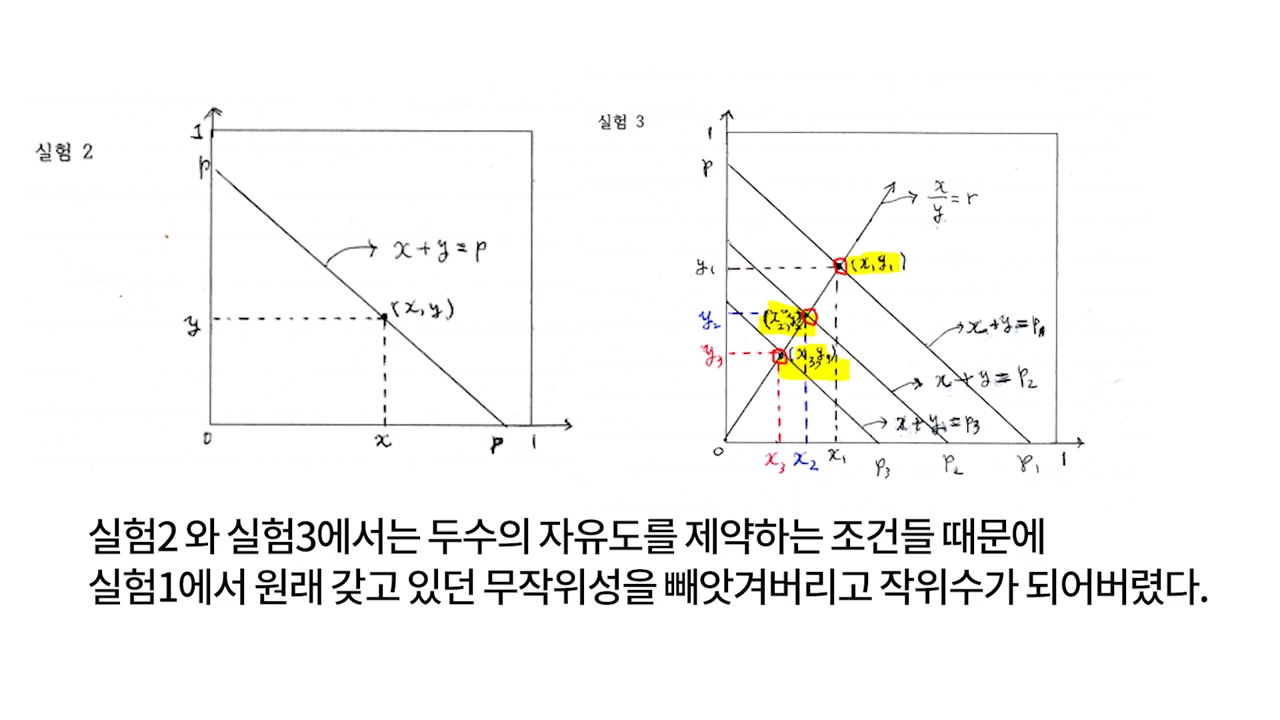 실험 2
1
p
x + y = p
(x, y)
y
0
x
p
1
실험 3
1
p
x/y = r
y₁
(x, y₁)
y₂
y₃
x + y = p₂
x + y = p₃
0
x₃
x₂
x₁
p₃
p₂
p₁
1
실험2 와 실험3에서는 두수의 자유도를 제약하는 조건들 때문에
실험1에서 원래 갖고 있던 무작위성을 빼앗겨버리고 작위수가 되어버렸다.